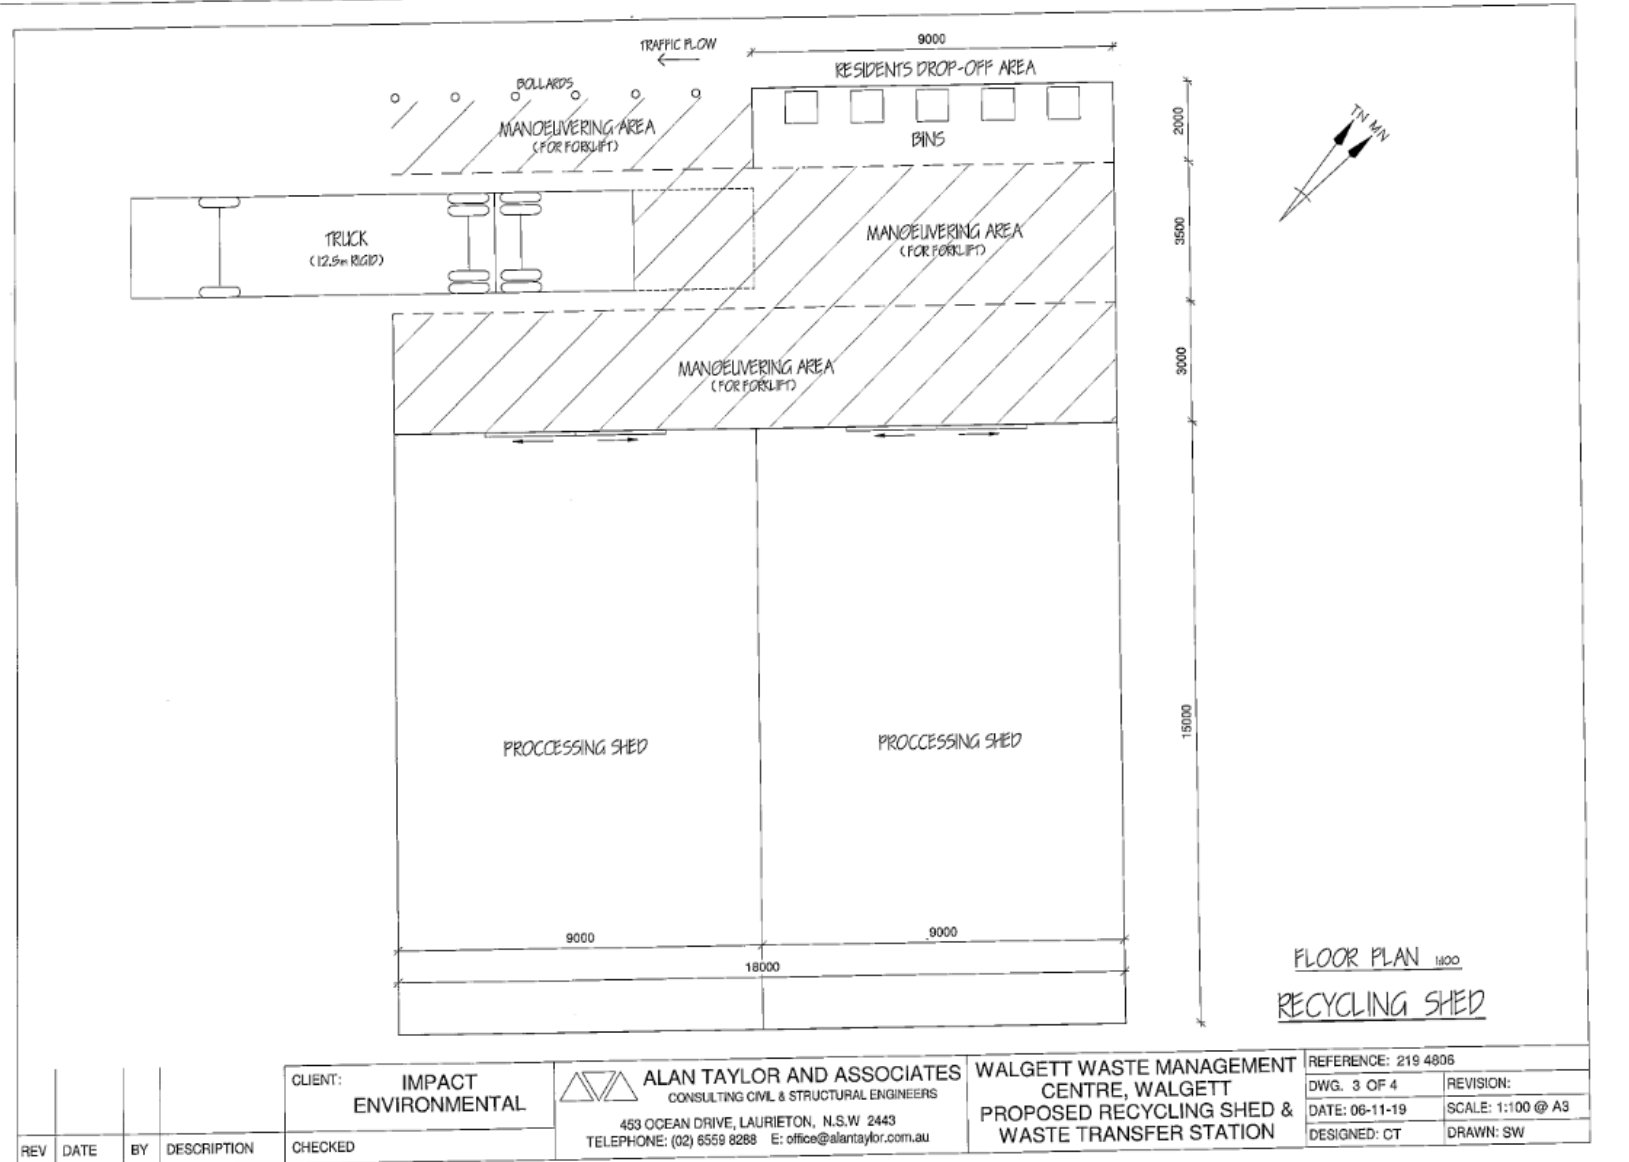 TRAFFIC FLOW
9000
RESIDENTS DROP-OFF AREA
BOLLARDS
MANOEUVERING AREA
(FOR FORKLIFT)
BINS
2000
TN MN
TRUCK
(12.5m RIGID)
MANOEUVERING AREA
(FOR FORKLIFT)
3500
MANOEUVERING AREA
(FOR FORKLIFT)
3000
PROCCESSING SHED
PROCCESSING SHED
15000
9000
9000
18000
FLOOR PLAN 1:100
RECYCLING SHED
REV DATE BY DESCRIPTION
CLIENT: IMPACT
ENVIRONMENTAL
CHECKED
ALAN TAYLOR AND ASSOCIATES
CONSULTING CIVIL & STRUCTURAL ENGINEERS
453 OCEAN DRIVE, LAURIETON, N.S.W 2443
TELEPHONE: (02) 6559 8288 E: office@alantaylor.com.au
WALGETT WASTE MANAGEMENT
CENTRE, WALGETT
PROPOSED RECYCLING SHED &
WASTE TRANSFER STATION
REFERENCE: 219 4806
DWG. 3 OF 4 REVISION:
DATE: 06-11-19 SCALE: 1:100 @ A3
DESIGNED: CT DRAWN: SW